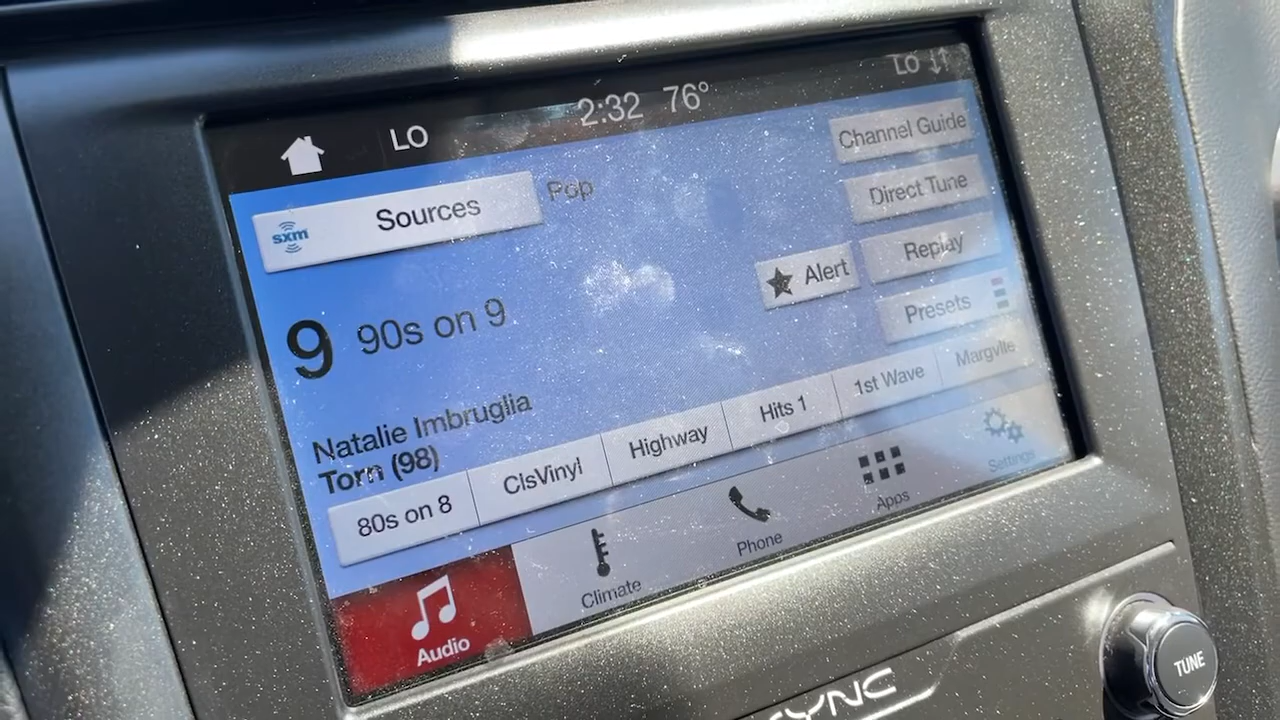 LO 2:32 76° LO
sxm Sources Pop
Channel Guide
Direct Tune
Replay
Alert
Presets
9 90s on 9
Natalie Imbruglia
Torn (98)
80s on 8 ClsVinyl Highway Hits 1 1st Wave Margvlle
Audio Climate Phone Apps Settings
SYNC
TUNE